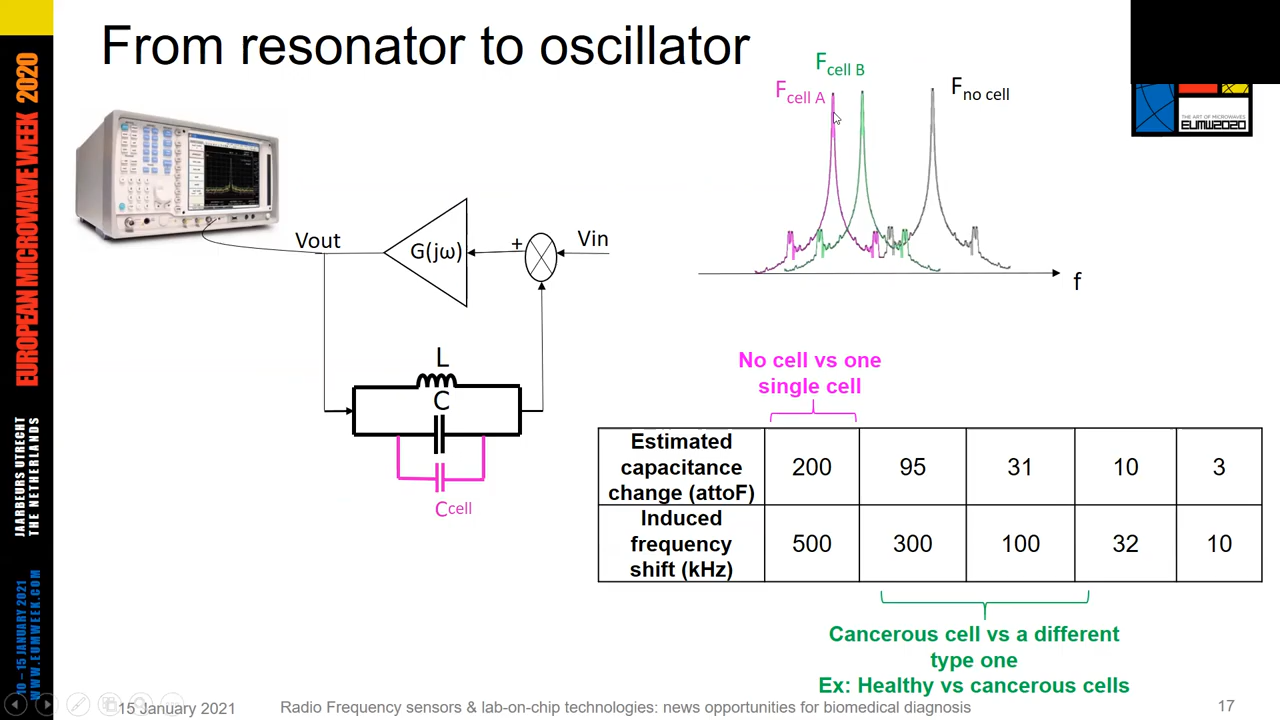 From resonator to oscillator
EUROPEAN MICROWAVE WEEK 2020
JAARBEURS UTRECHT
THE NETHERLANDS
10 – 15 JANUARY 2021
WWW.EUMWEEK.COM
THE ART OF MICROWAVES
EUMW2020
Fcell A
Fcell B
Fno cell
f
Vout
G(jω)
+
Vin
L
C
Ccell
No cell vs one
single cell
Estimated
capacitance
change (attoF)
200
95
31
10
3
Induced
frequency
shift (kHz)
500
300
100
32
10
Cancerous cell vs a different
type one
Ex: Healthy vs cancerous cells
15 January 2021
Radio Frequency sensors & lab-on-chip technologies: news opportunities for biomedical diagnosis
17